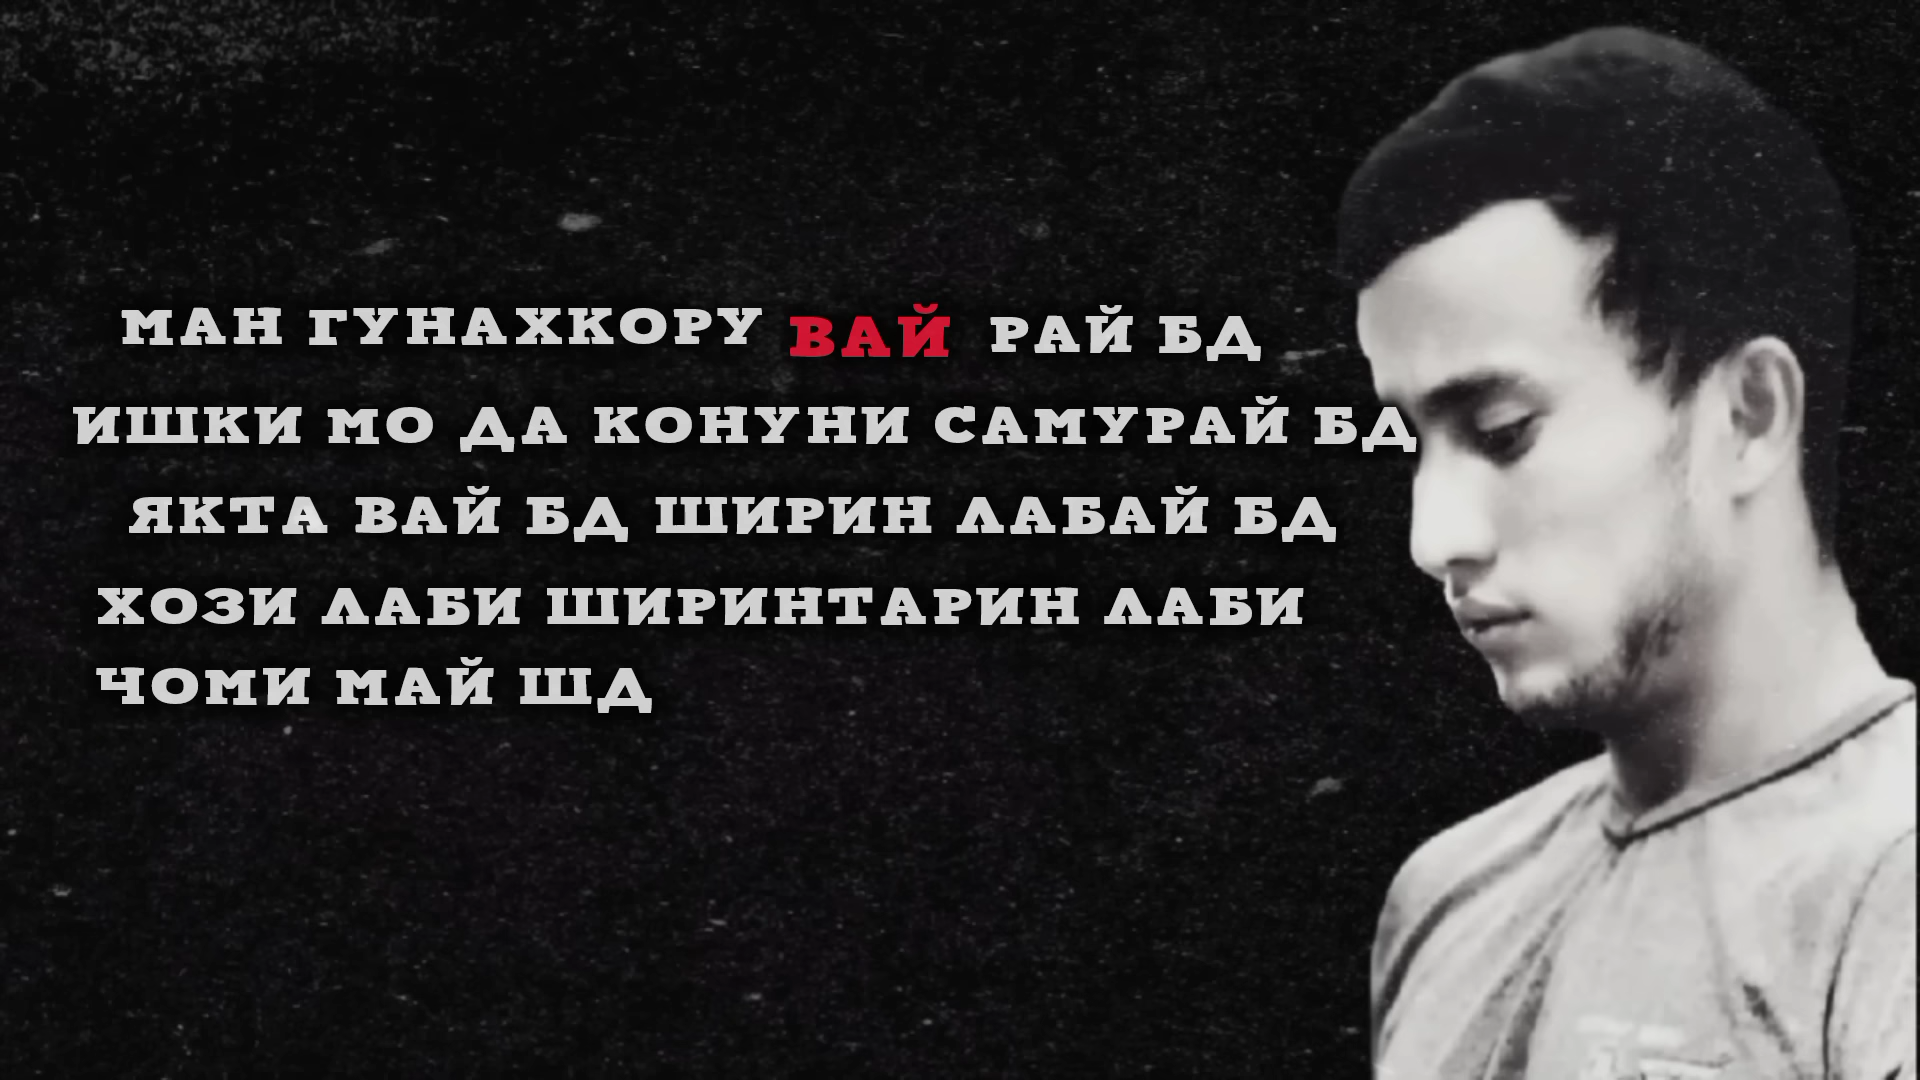 МАН ГУНАХКОРУ ВАЙ РАЙ БД
ИШКИ МО ДА КОНУНИ САМУРАЙ БД
ЯКТА ВАЙ БД ШИРИН ЛАБАЙ БД
ХОЗИ ЛАБИ ШИРИНТАРИН ЛАБИ
ЧОМИ МАЙ ШД